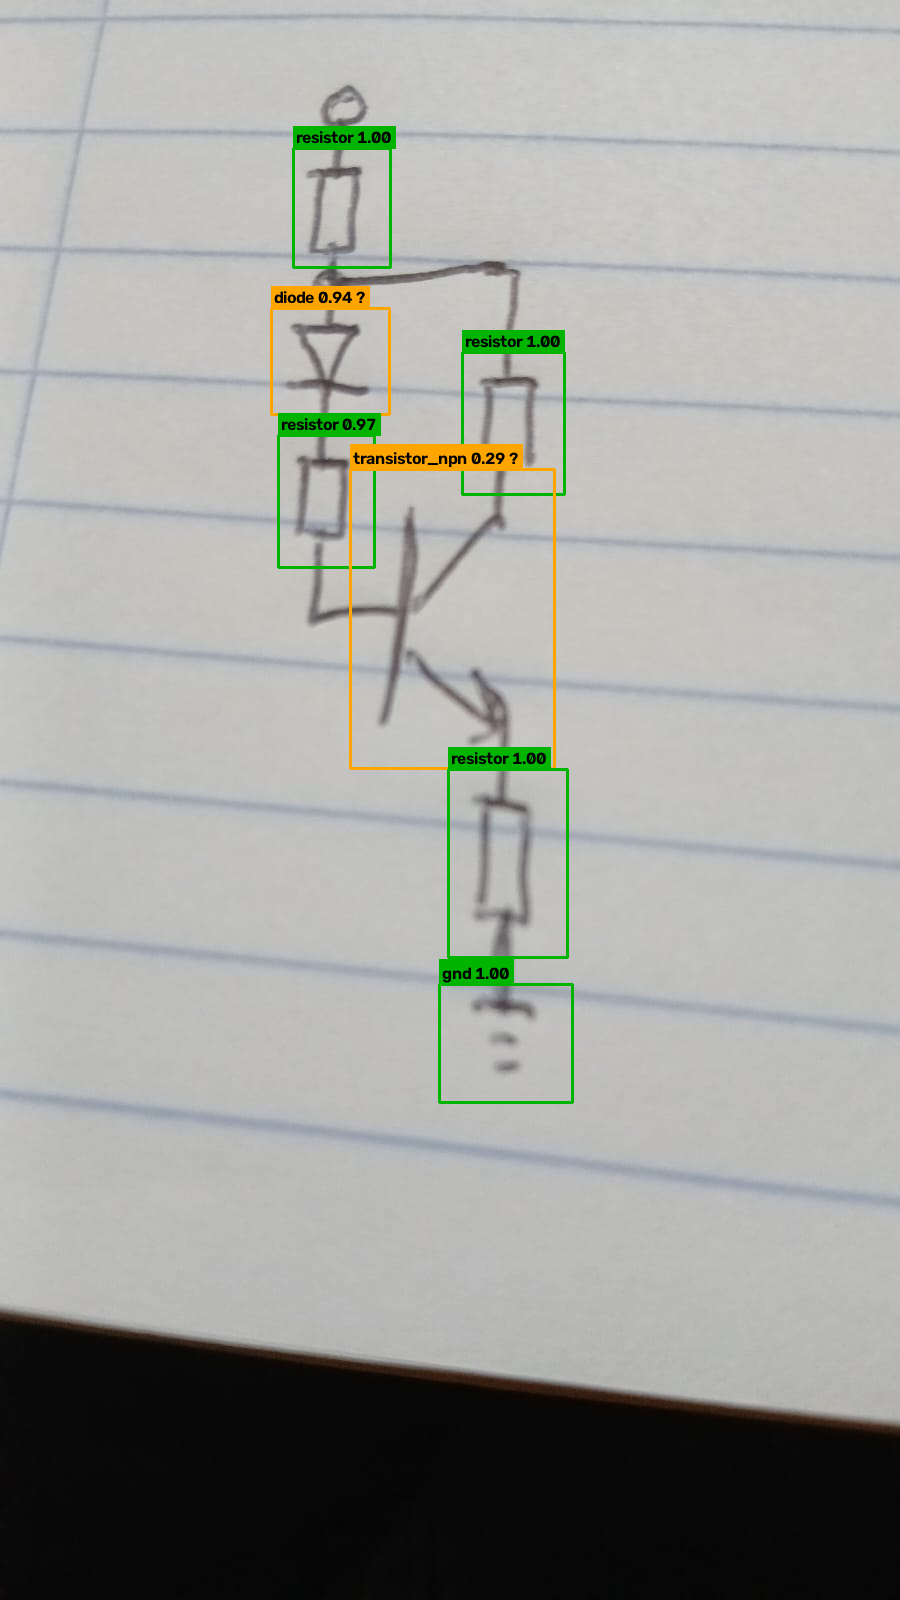 resistor 1.00
diode 0.94 ?
resistor 1.00
resistor 0.97
transistor_npn 0.29 ?
resistor 1.00
gnd 1.00